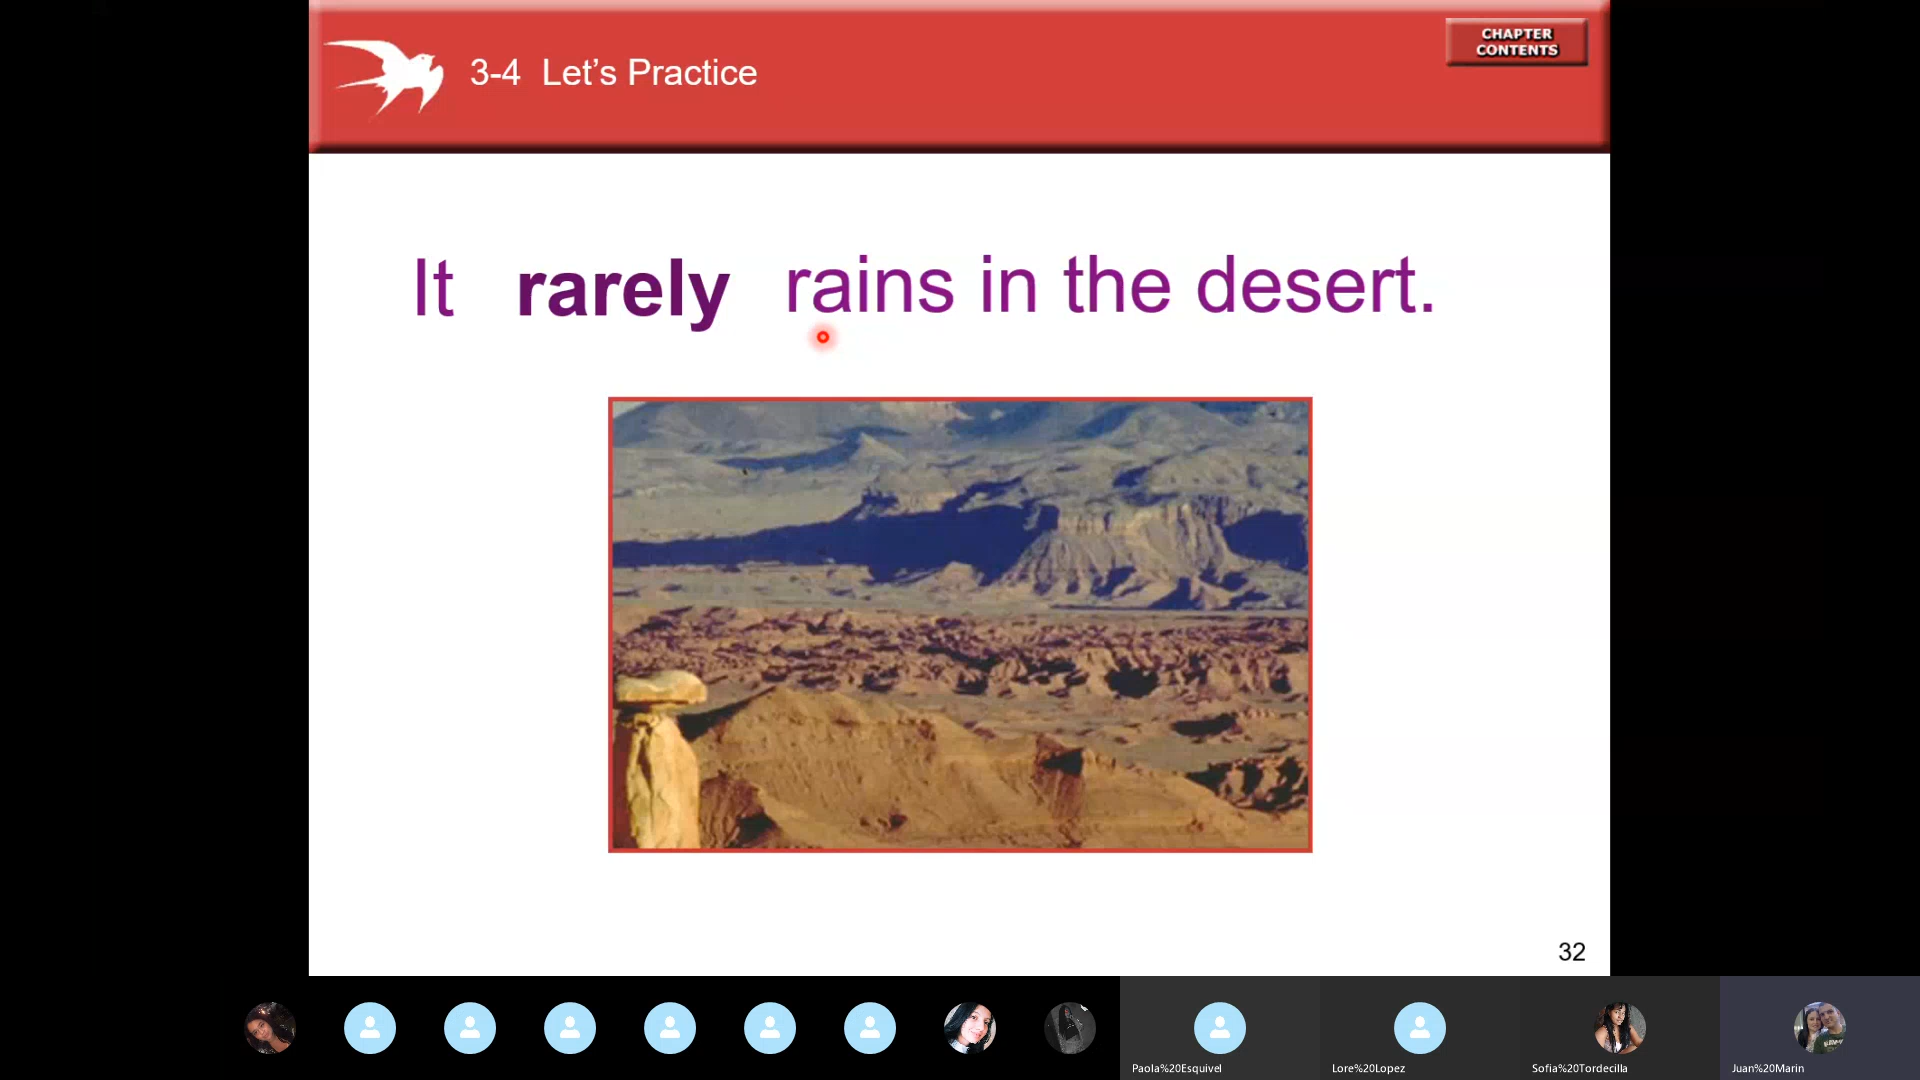 3-4 Let's Practice
CHAPTER
CONTENTS
It rarely rains in the desert.
32
Paola%20Esquivel
Lore%20Lopez
Sofia%20Tordecilla
Juan%20Marin